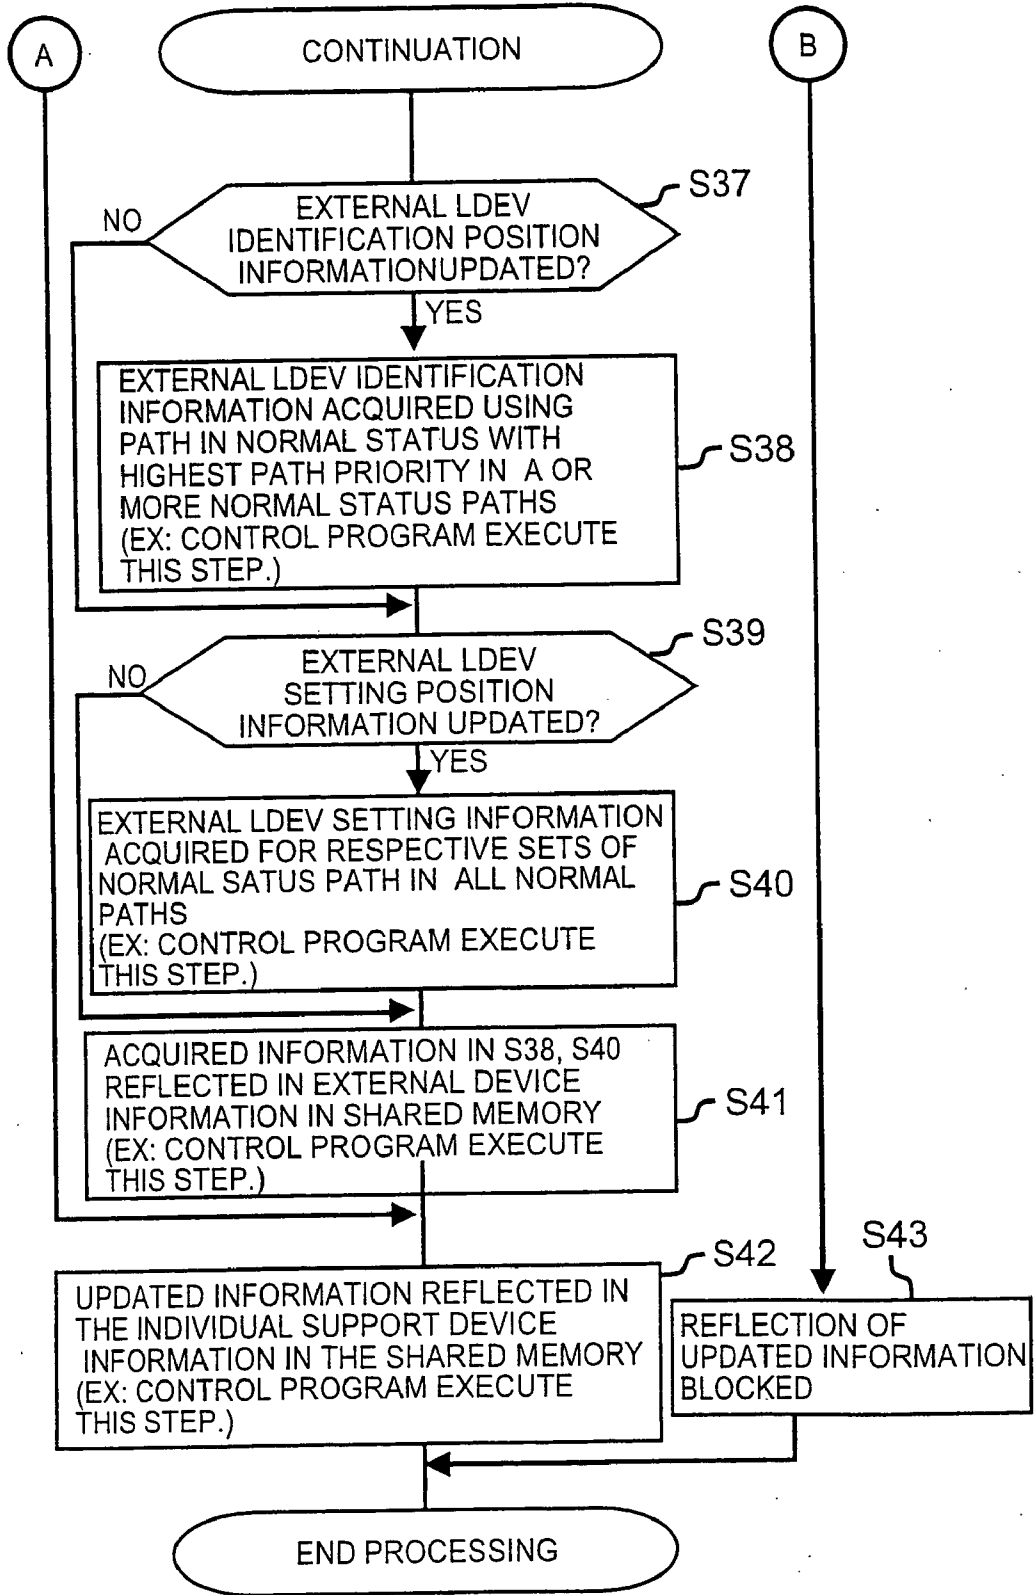 A
CONTINUATION
B
S37
NO
EXTERNAL LDEV
IDENTIFICATION POSITION
INFORMATIONUPDATED?
YES
EXTERNAL LDEV IDENTIFICATION
INFORMATION ACQUIRED USING
PATH IN NORMAL STATUS WITH
HIGHEST PATH PRIORITY IN A OR
MORE NORMAL STATUS PATHS
(EX: CONTROL PROGRAM EXECUTE
THIS STEP.)
S38
S39
NO
EXTERNAL LDEV
SETTING POSITION
INFORMATION UPDATED?
YES
EXTERNAL LDEV SETTING INFORMATION
ACQUIRED FOR RESPECTIVE SETS OF
NORMAL SATUS PATH IN ALL NORMAL
PATHS
(EX: CONTROL PROGRAM EXECUTE
THIS STEP.)
S40
ACQUIRED INFORMATION IN S38, S40
REFLECTED IN EXTERNAL DEVICE
INFORMATION IN SHARED MEMORY
(EX: CONTROL PROGRAM EXECUTE
THIS STEP.)
S41
S42
UPDATED INFORMATION REFLECTED IN
THE INDIVIDUAL SUPPORT DEVICE
INFORMATION IN THE SHARED MEMORY
(EX: CONTROL PROGRAM EXECUTE
THIS STEP.)
S43
REFLECTION OF
UPDATED INFORMATION
BLOCKED
END PROCESSING